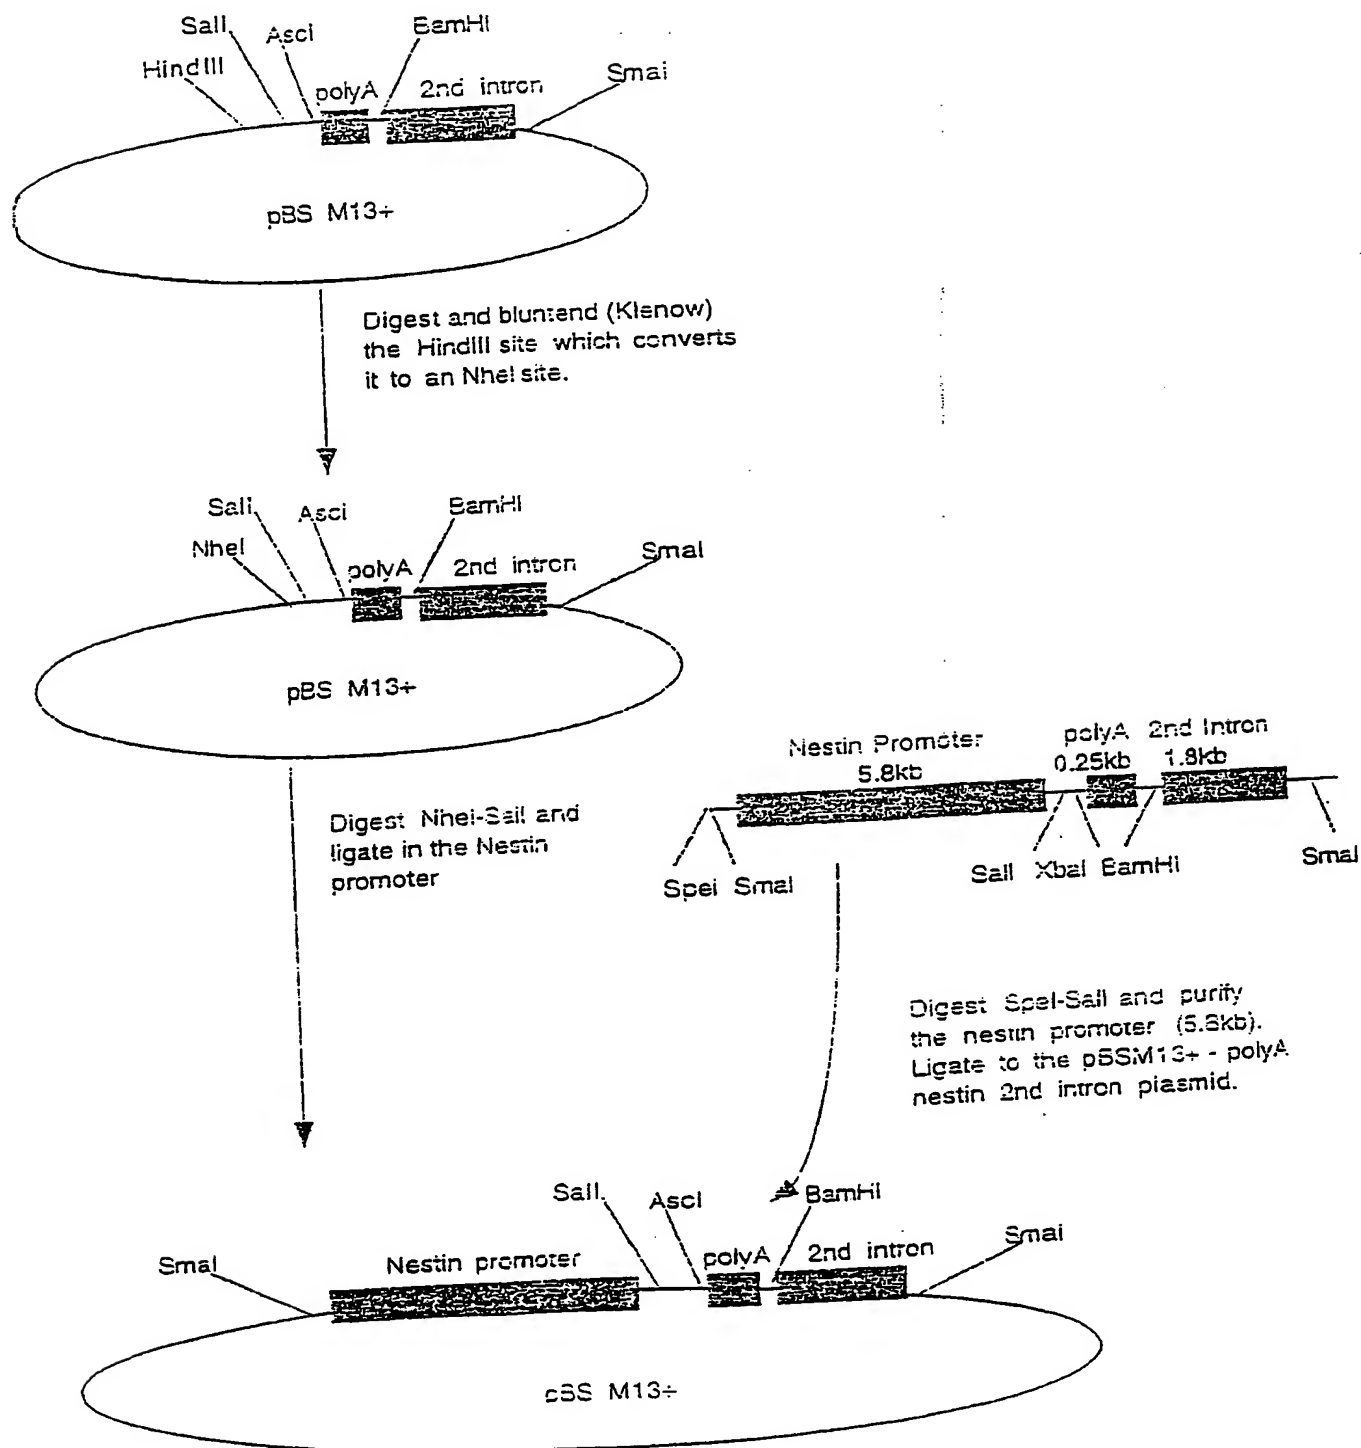 SalI
AscI
BamHI
HindIII
polyA
2nd intron
SmaI
pBS M13+
Digest and bluntend (Klenow)
the HindIII site which converts
it to an NheI site.
SalI
AscI
BamHI
NheI
polyA
2nd intron
SmaI
pBS M13+
Nestin Promoter
5.8kb
polyA
0.25kb
2nd Intron
1.8kb
Digest NheI-SalI and
ligate in the Nestin
promoter
SpeI
SmaI
SalI
XbaI
BamHI
SmaI
Digest SpeI-SalI and purify
the nestin promoter (5.8kb).
Ligate to the pBSM13+ - polyA
nestin 2nd intron plasmid.
SalI
AscI
BamHI
SmaI
Nestin promoter
polyA
2nd intron
SmaI
pBS M13+